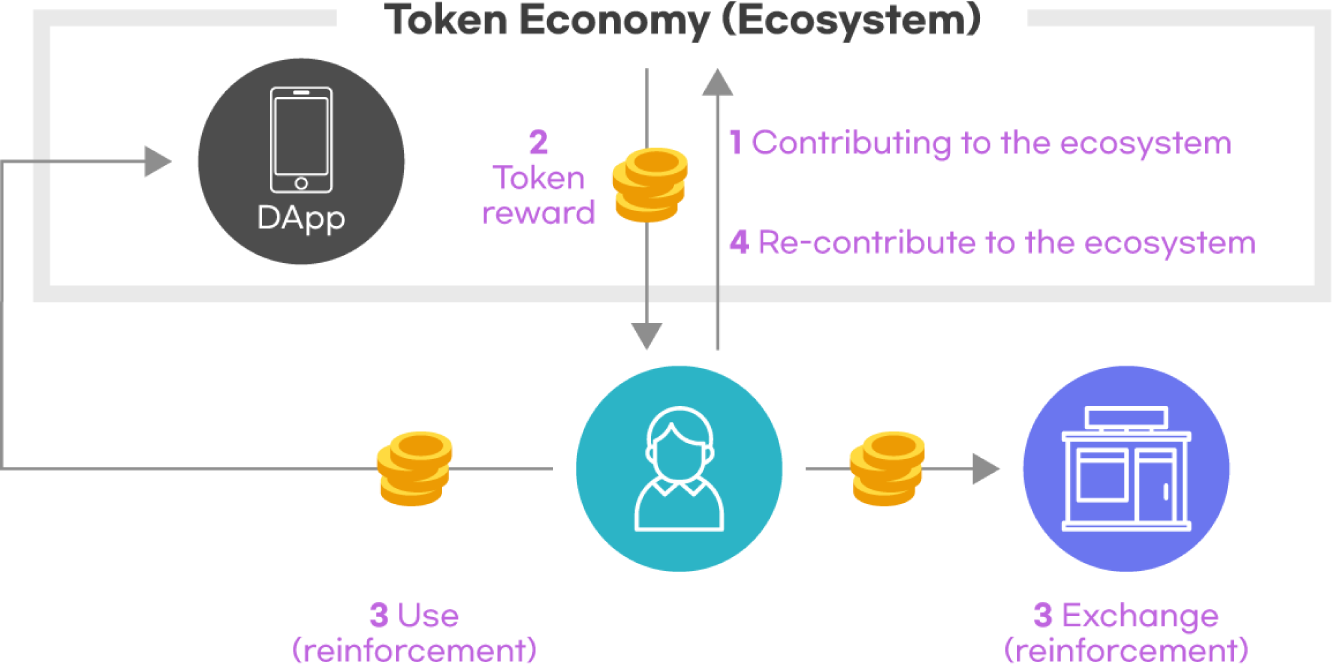 Token Economy (Ecosystem)
DApp
2
Token
reward
1 Contributing to the ecosystem
4 Re-contribute to the ecosystem
3 Use
(reinforcement)
3 Exchange
(reinforcement)